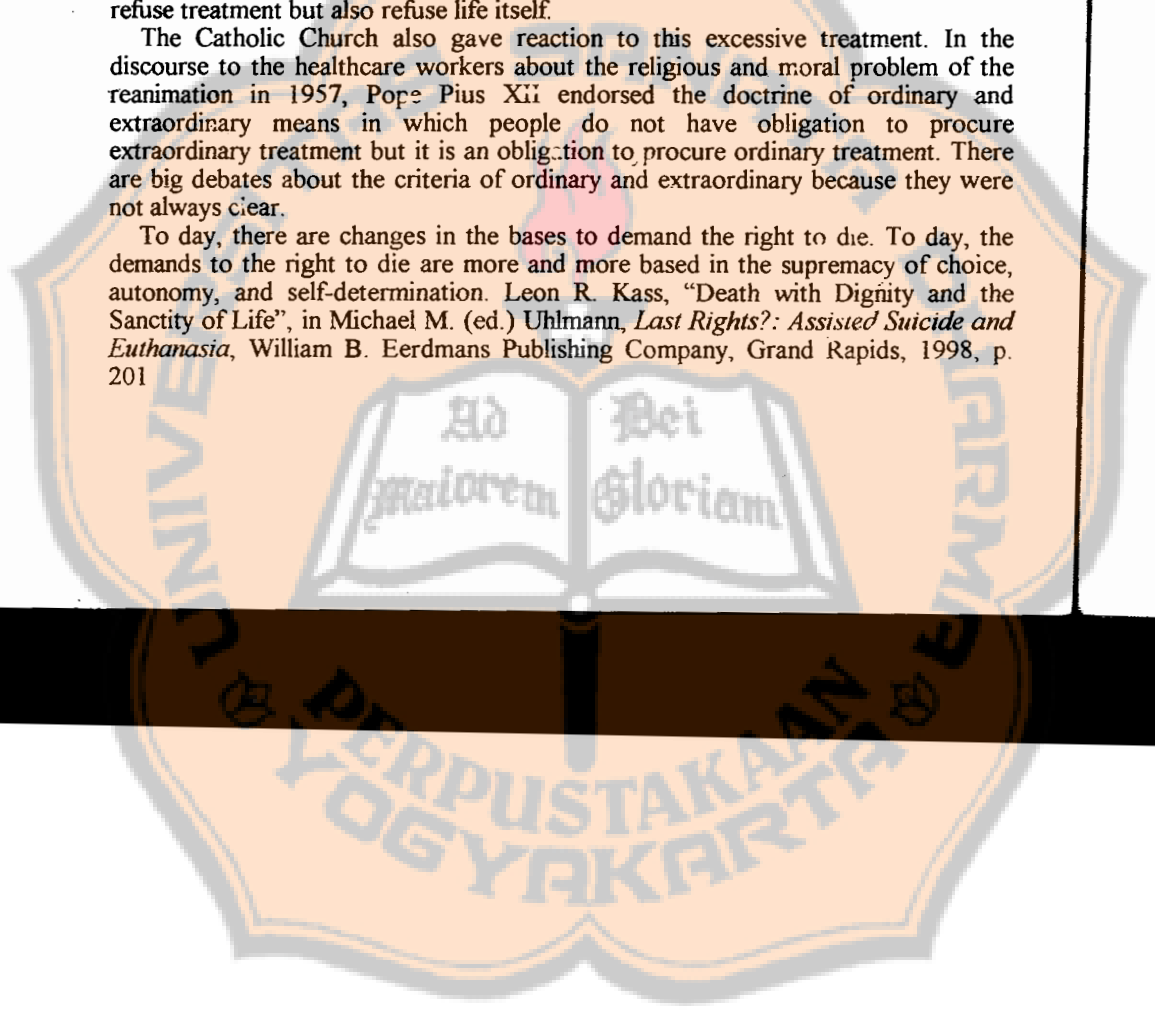 refuse treatment but also refuse life itself.
The Catholic Church also gave reaction to this excessive treatment. In the
discourse to the healthcare workers about the religious and moral problem of the
reanimation in 1957, Pope Pius XII endorsed the doctrine of ordinary and
extraordinary means in which people do not have obligation to procure
extraordinary treatment but it is an obligation to procure ordinary treatment. There
are big debates about the criteria of ordinary and extraordinary because they were
not always clear.
To day, there are changes in the bases to demand the right to die. To day, the
demands to the right to die are more and more based in the supremacy of choice,
autonomy, and self-determination. Leon R. Kass, “Death with Dignity and the
Sanctity of Life”, in Michael M. (ed.) Uhlmann, Last Rights?: Assisted Suicide and
Euthanasia, William B. Eerdmans Publishing Company, Grand Rapids, 1998, p.
201
UNIVERSITAS SANATA DHARMA
Ad Dei
maiorem Gloriam
PERPUSTAKAAN
YOGYAKARTA